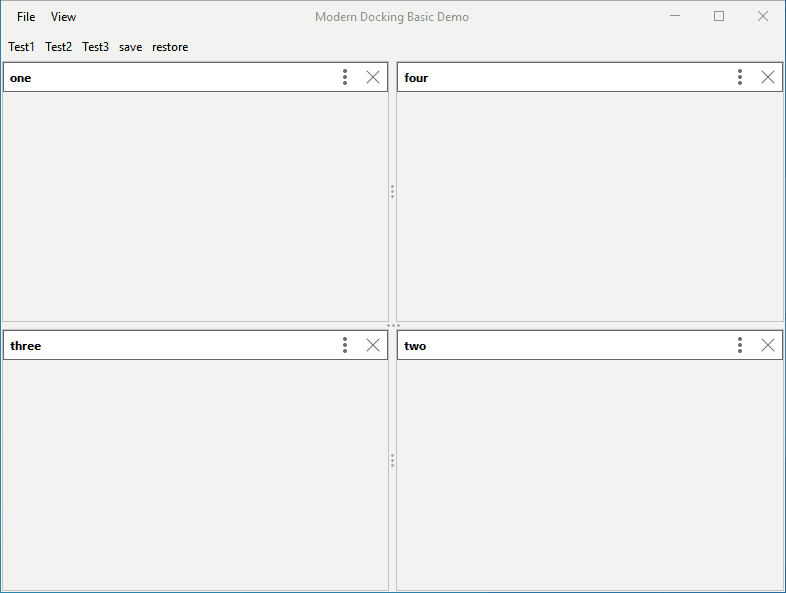 File View Modern Docking Basic Demo
Test1 Test2 Test3 save restore
one
four
three
two